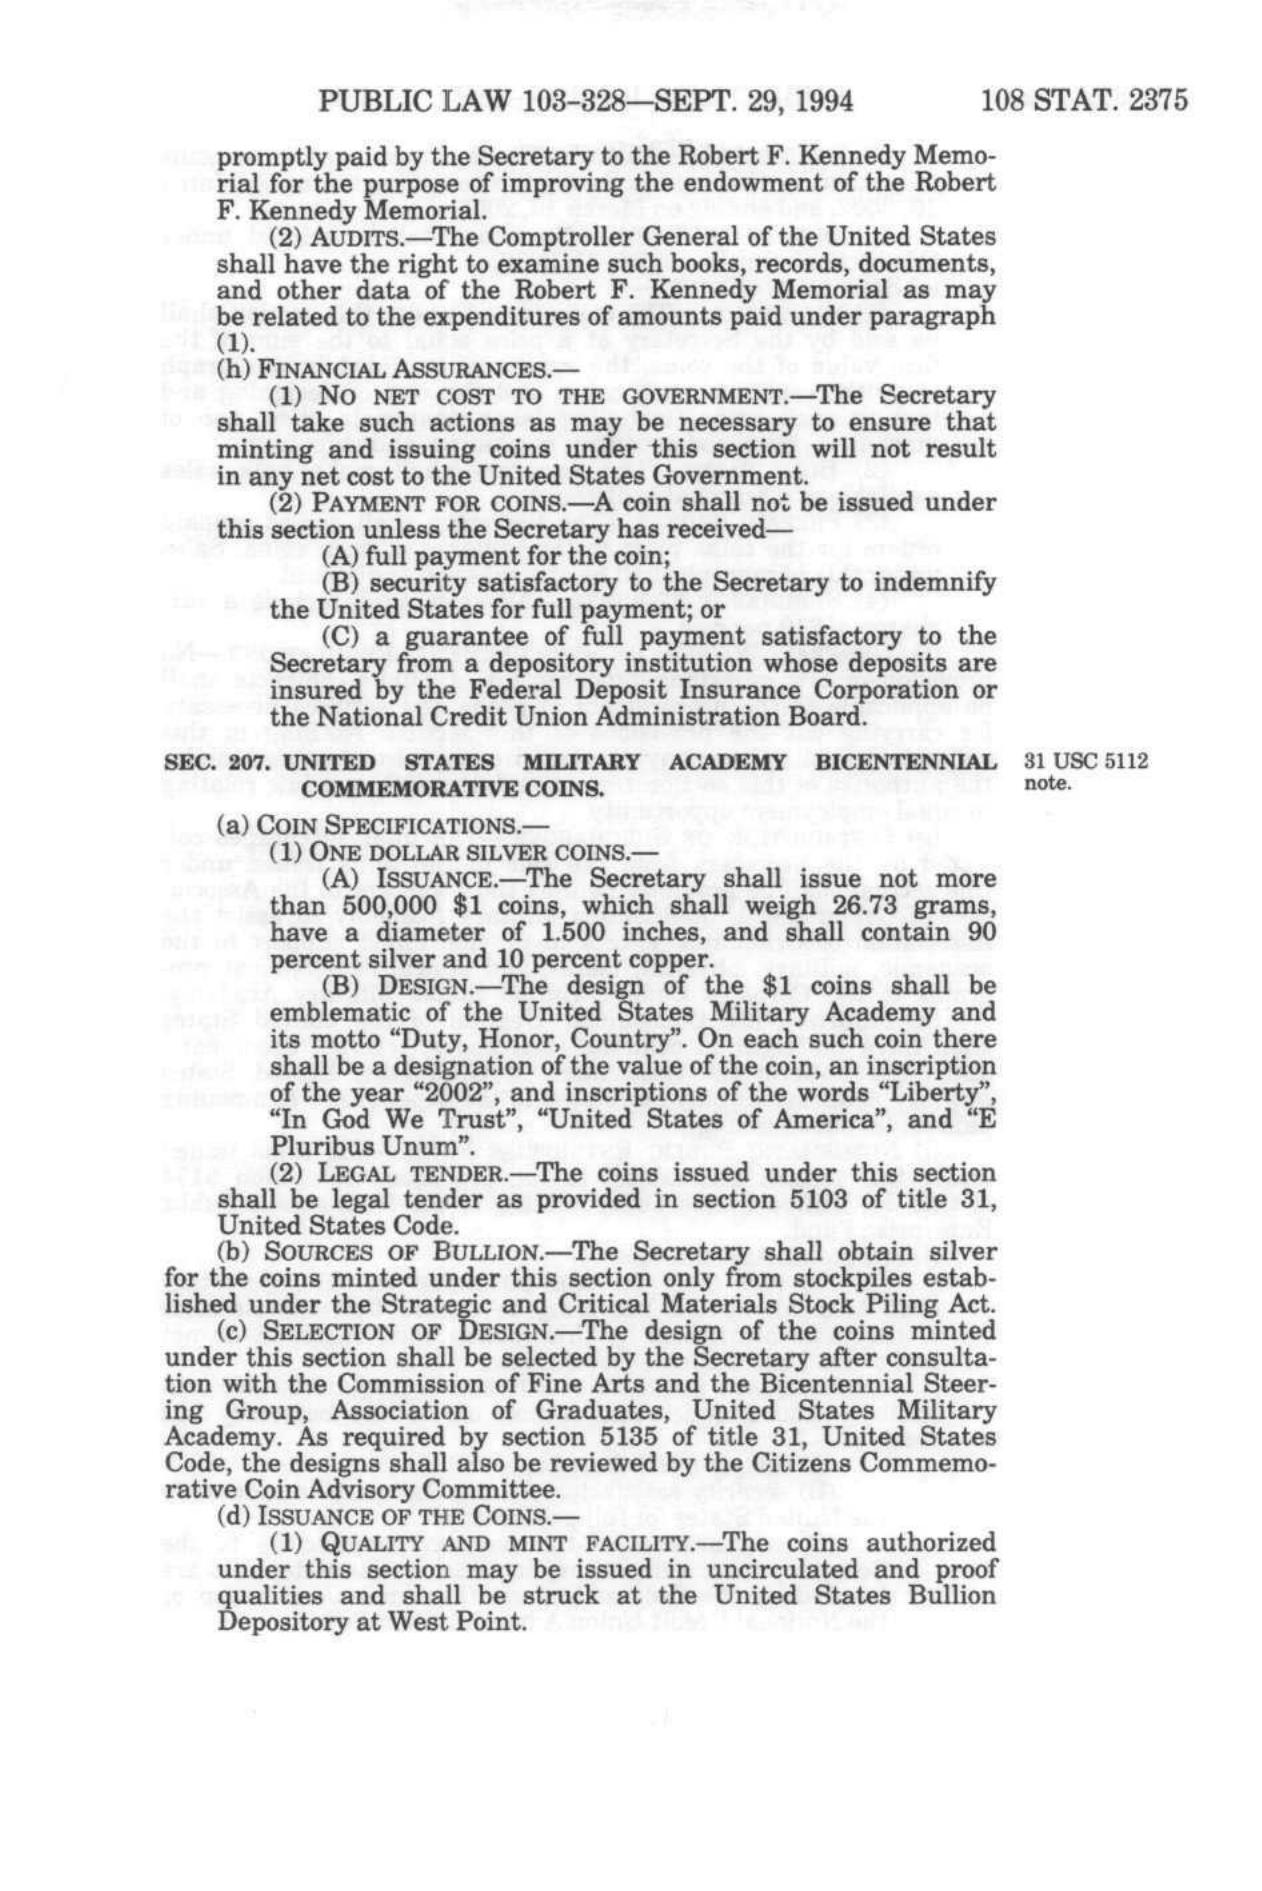 PUBLIC LAW 103–328—SEPT. 29, 1994 108 STAT. 2375
promptly paid by the Secretary to the Robert F. Kennedy Memo-
rial for the purpose of improving the endowment of the Robert
F. Kennedy Memorial.
(2) AUDITS.—The Comptroller General of the United States
shall have the right to examine such books, records, documents,
and other data of the Robert F. Kennedy Memorial as may
be related to the expenditures of amounts paid under paragraph
(1).
(h) FINANCIAL ASSURANCES.—
(1) NO NET COST TO THE GOVERNMENT.—The Secretary
shall take such actions as may be necessary to ensure that
minting and issuing coins under this section will not result
in any net cost to the United States Government.
(2) PAYMENT FOR COINS.—A coin shall not be issued under
this section unless the Secretary has received—
(A) full payment for the coin;
(B) security satisfactory to the Secretary to indemnify
the United States for full payment; or
(C) a guarantee of full payment satisfactory to the
Secretary from a depository institution whose deposits are
insured by the Federal Deposit Insurance Corporation or
the National Credit Union Administration Board.
SEC. 207. UNITED STATES MILITARY ACADEMY BICENTENNIAL
COMMEMORATIVE COINS.
31 USC 5112
note.
(a) COIN SPECIFICATIONS.—
(1) ONE DOLLAR SILVER COINS.—
(A) ISSUANCE.—The Secretary shall issue not more
than 500,000 $1 coins, which shall weigh 26.73 grams,
have a diameter of 1.500 inches, and shall contain 90
percent silver and 10 percent copper.
(B) DESIGN.—The design of the $1 coins shall be
emblematic of the United States Military Academy and
its motto “Duty, Honor, Country”. On each such coin there
shall be a designation of the value of the coin, an inscription
of the year “2002”, and inscriptions of the words “Liberty”,
“In God We Trust”, “United States of America”, and “E
Pluribus Unum”.
(2) LEGAL TENDER.—The coins issued under this section
shall be legal tender as provided in section 5103 of title 31,
United States Code.
(b) SOURCES OF BULLION.—The Secretary shall obtain silver
for the coins minted under this section only from stockpiles estab-
lished under the Strategic and Critical Materials Stock Piling Act.
(c) SELECTION OF DESIGN.—The design of the coins minted
under this section shall be selected by the Secretary after consulta-
tion with the Commission of Fine Arts and the Bicentennial Steer-
ing Group, Association of Graduates, United States Military
Academy. As required by section 5135 of title 31, United States
Code, the designs shall also be reviewed by the Citizens Commemo-
rative Coin Advisory Committee.
(d) ISSUANCE OF THE COINS.—
(1) QUALITY AND MINT FACILITY.—The coins authorized
under this section may be issued in uncirculated and proof
qualities and shall be struck at the United States Bullion
Depository at West Point.